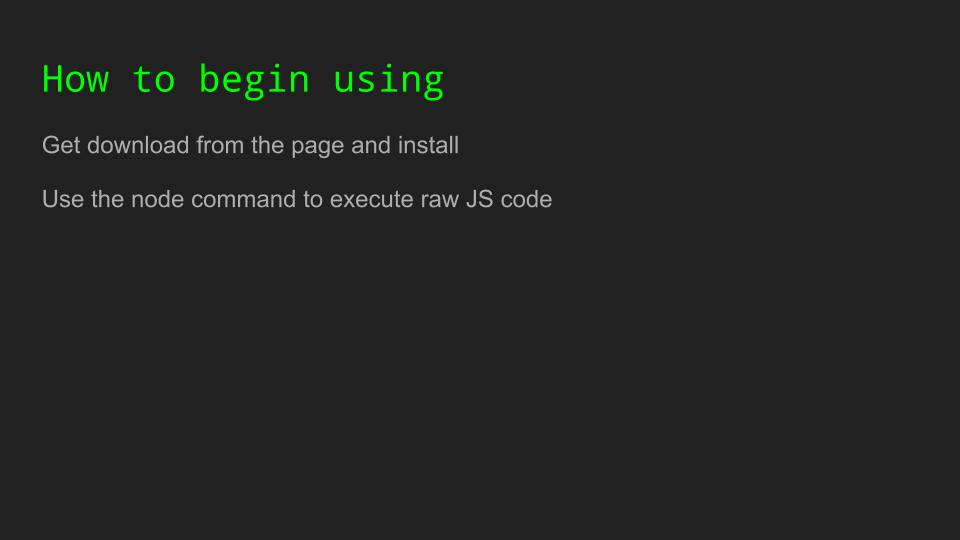 How to begin using
Get download from the page and install
Use the node command to execute raw JS code